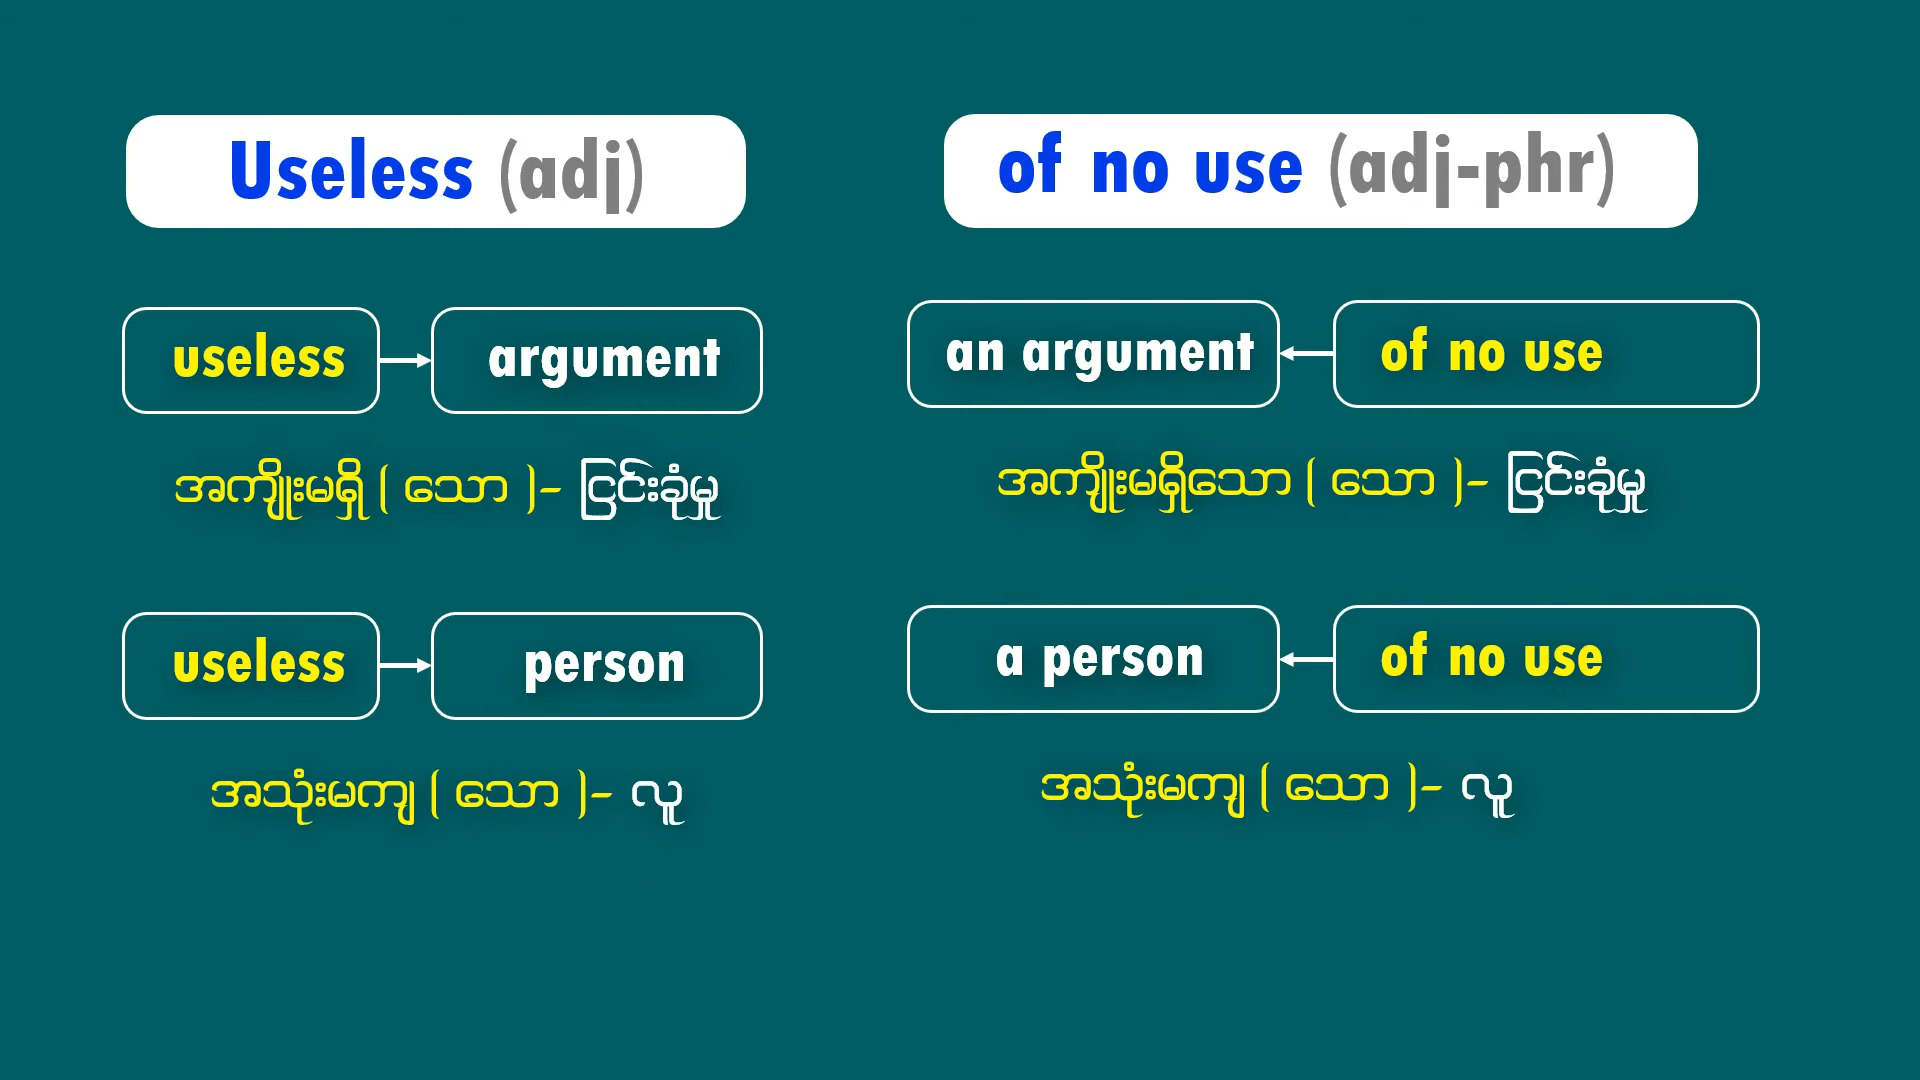 Useless (adj)
of no use (adj-phr)
useless
argument
an argument
of no use
အကျိုးမရှိ ( သော )- ငြင်းခုံမှု
အကျိုးမရှိသော ( သော )- ငြင်းခုံမှု
useless
person
a person
of no use
အသုံးမကျ ( သော )- လူ
အသုံးမကျ ( သော )- လူ